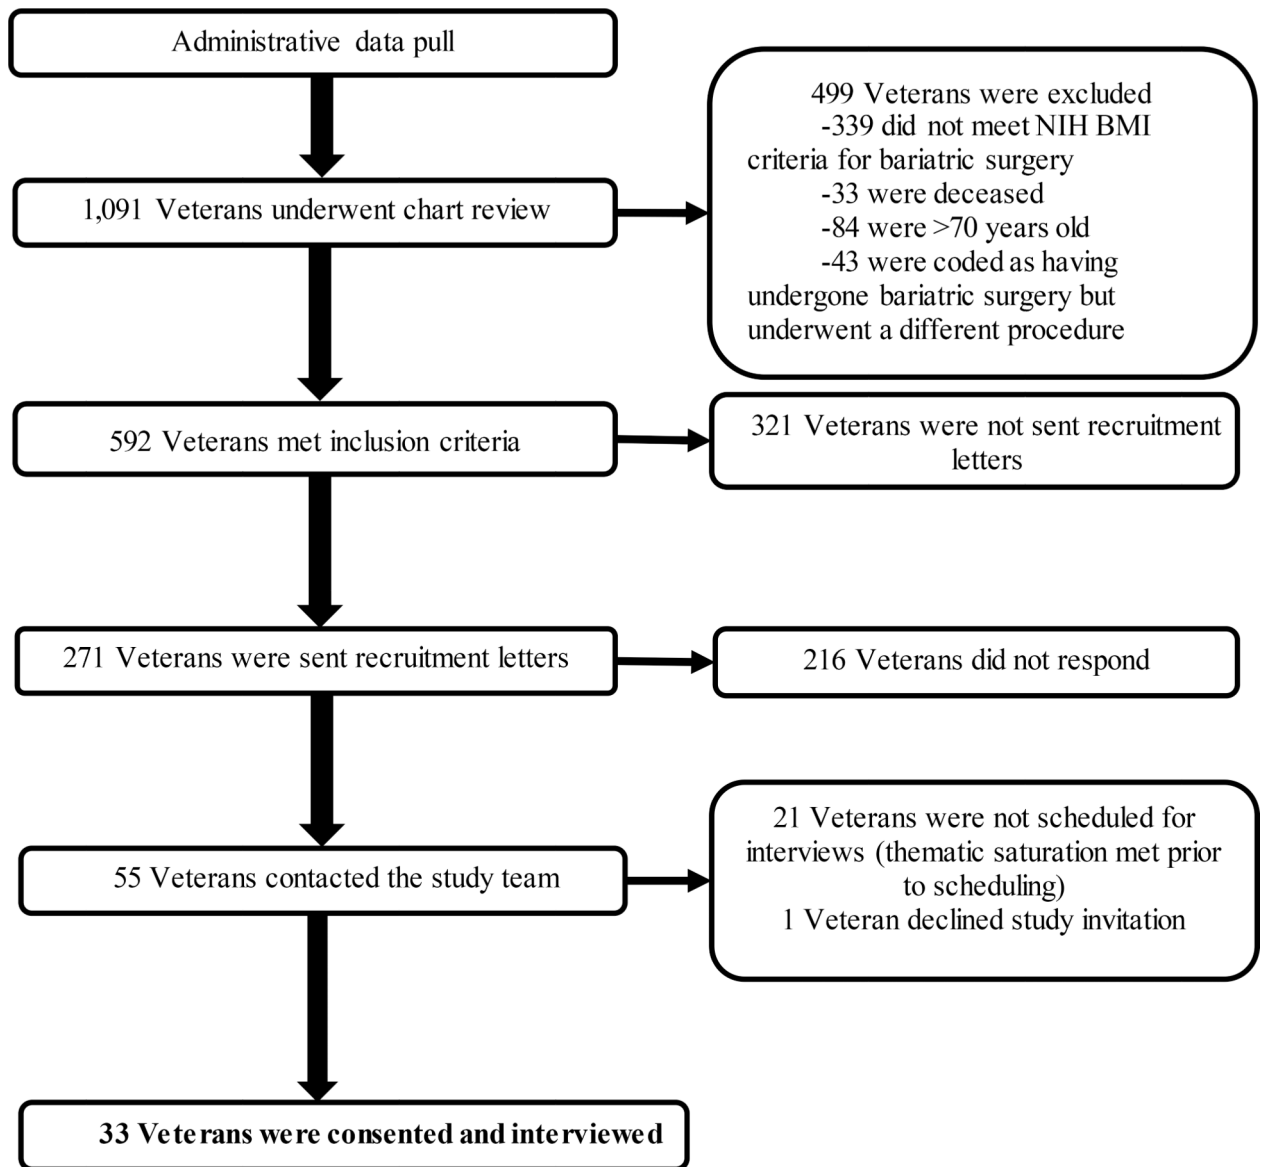 Administrative data pull
499 Veterans were excluded
-339 did not meet NIH BMI
criteria for bariatric surgery
-33 were deceased
-84 were >70 years old
-43 were coded as having
undergone bariatric surgery but
underwent a different procedure
1,091 Veterans underwent chart review
592 Veterans met inclusion criteria
321 Veterans were not sent recruitment
letters
271 Veterans were sent recruitment letters
216 Veterans did not respond
55 Veterans contacted the study team
21 Veterans were not scheduled for
interviews (thematic saturation met prior
to scheduling)
1 Veteran declined study invitation
33 Veterans were consented and interviewed